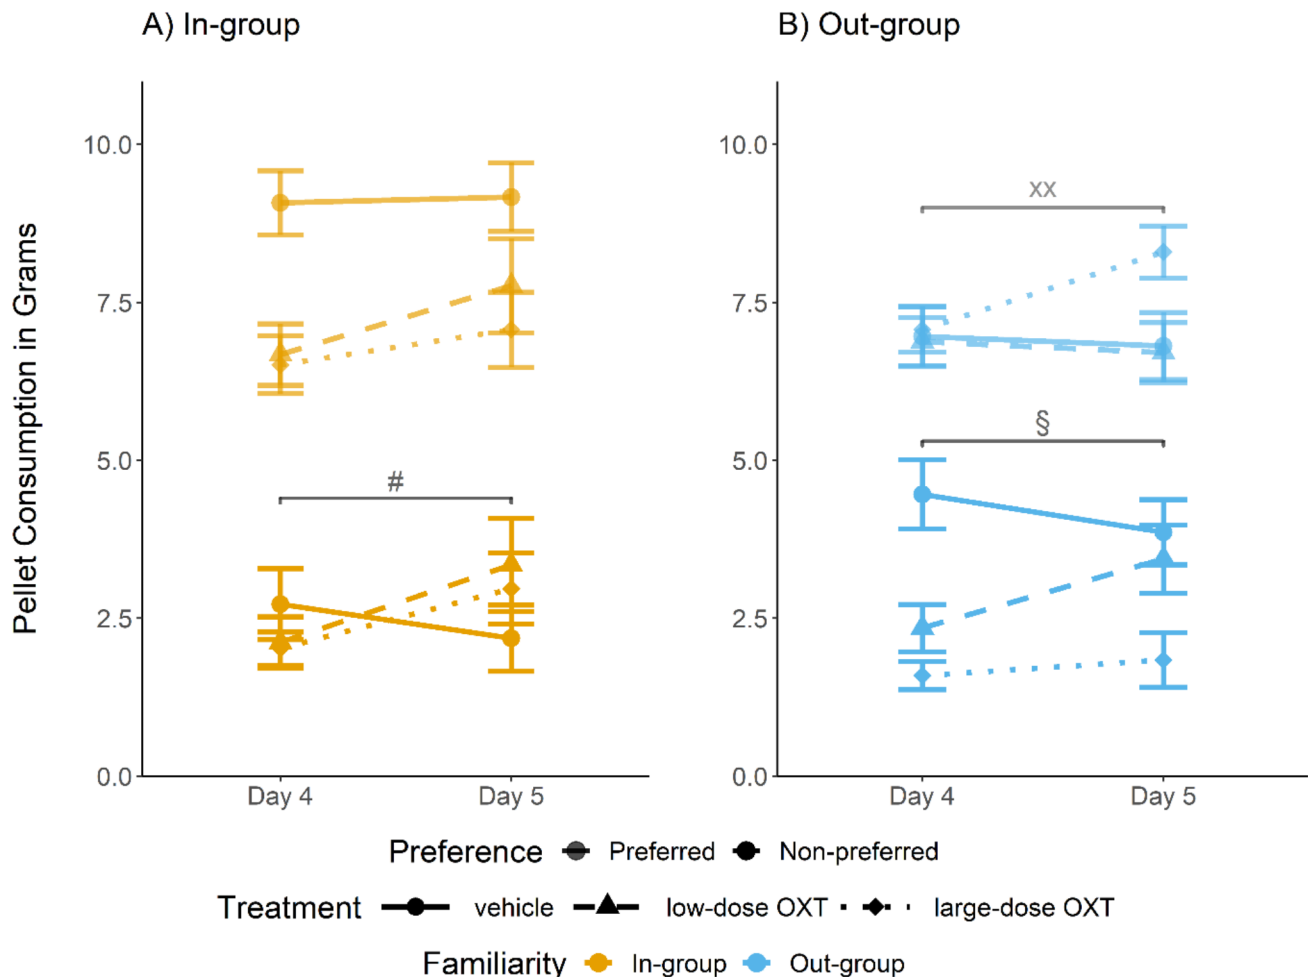 A) In-group
B) Out-group
Pellet Consumption in Grams
10.0
7.5
5.0
2.5
0.0
#
Day 4
Day 5
10.0
7.5
5.0
2.5
0.0
xx
§
Day 4
Day 5
Preference Preferred Non-preferred
Treatment vehicle low-dose OXT large-dose OXT
Familiarity In-group Out-group